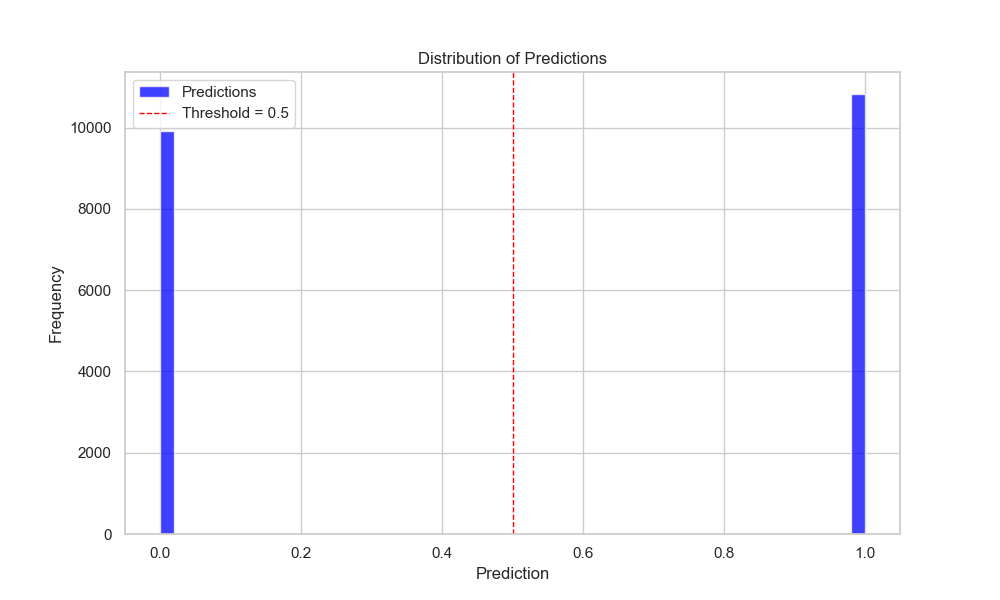 Distribution of Predictions
Predictions
Threshold = 0.5
10000
8000
6000
4000
2000
0
Frequency
0.0 0.2 0.4 0.6 0.8 1.0
Prediction